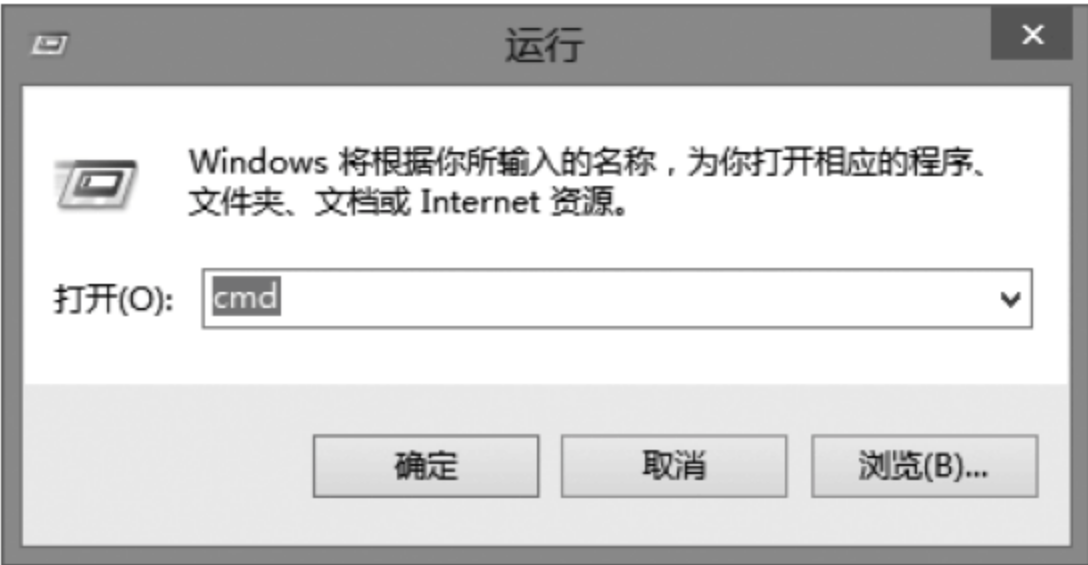 运行
Windows 将根据你所输入的名称，为你打开相应的程序、
文件夹、文档或 Internet 资源。
打开(O): cmd
确定 取消 浏览(B)...